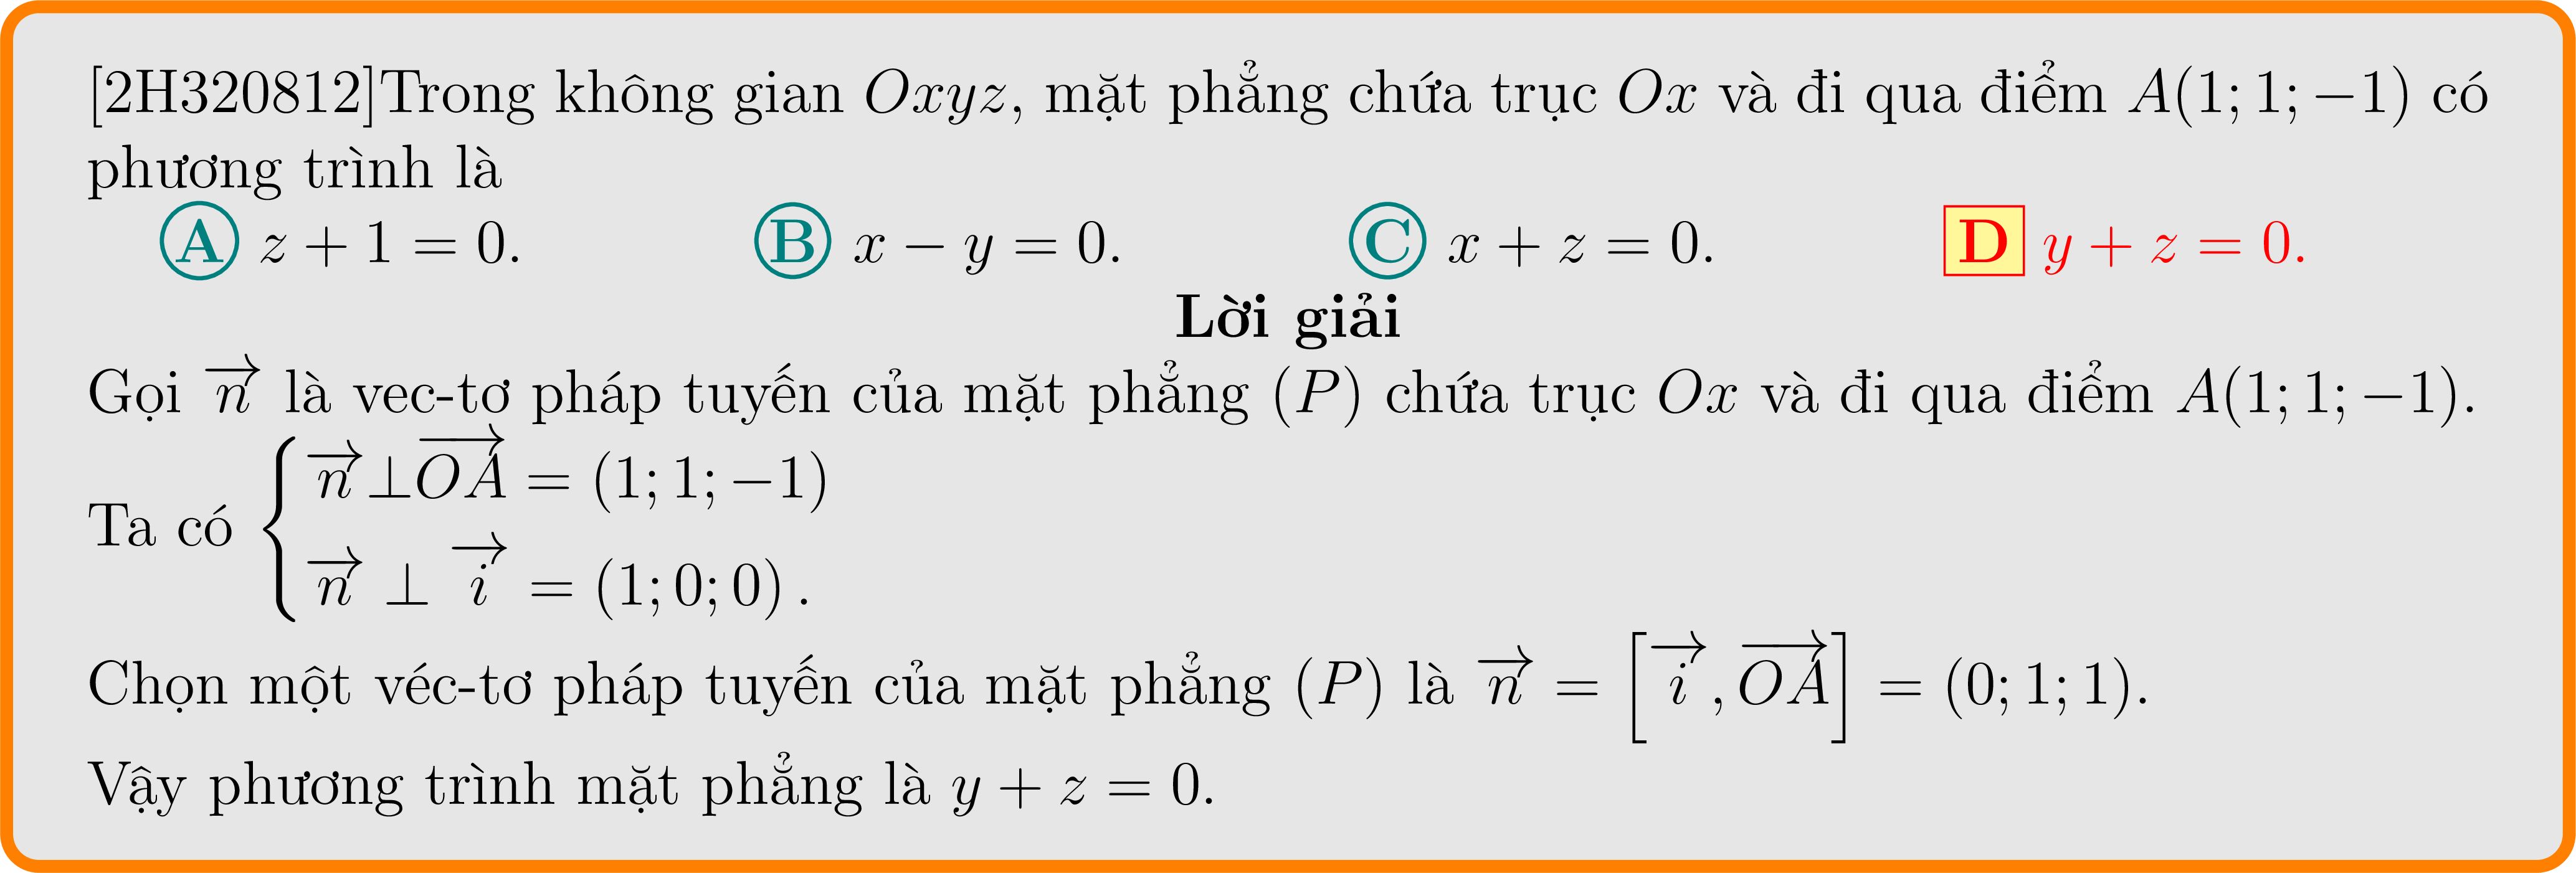 [2H320812]Trong không gian Oxyz, mặt phẳng chứa trục Ox và đi qua điểm A(1; 1; −1) có
phương trình là
A z + 1 = 0. B x − y = 0. C x + z = 0. D y + z = 0.
Lời giải
Gọi \overrightarrow{n} là vec-tơ pháp tuyến của mặt phẳng (P) chứa trục Ox và đi qua điểm A(1; 1; −1).
Ta có \begin{cases} \overrightarrow{n} ⊥ \overrightarrow{OA} = (1; 1; −1) \\ \overrightarrow{n} ⊥ \overrightarrow{i} = (1; 0; 0). \end{cases}
Chọn một véc-tơ pháp tuyến của mặt phẳng (P) là \overrightarrow{n} = [\overrightarrow{i}, \overrightarrow{OA}] = (0; 1; 1).
Vậy phương trình mặt phẳng là y + z = 0.